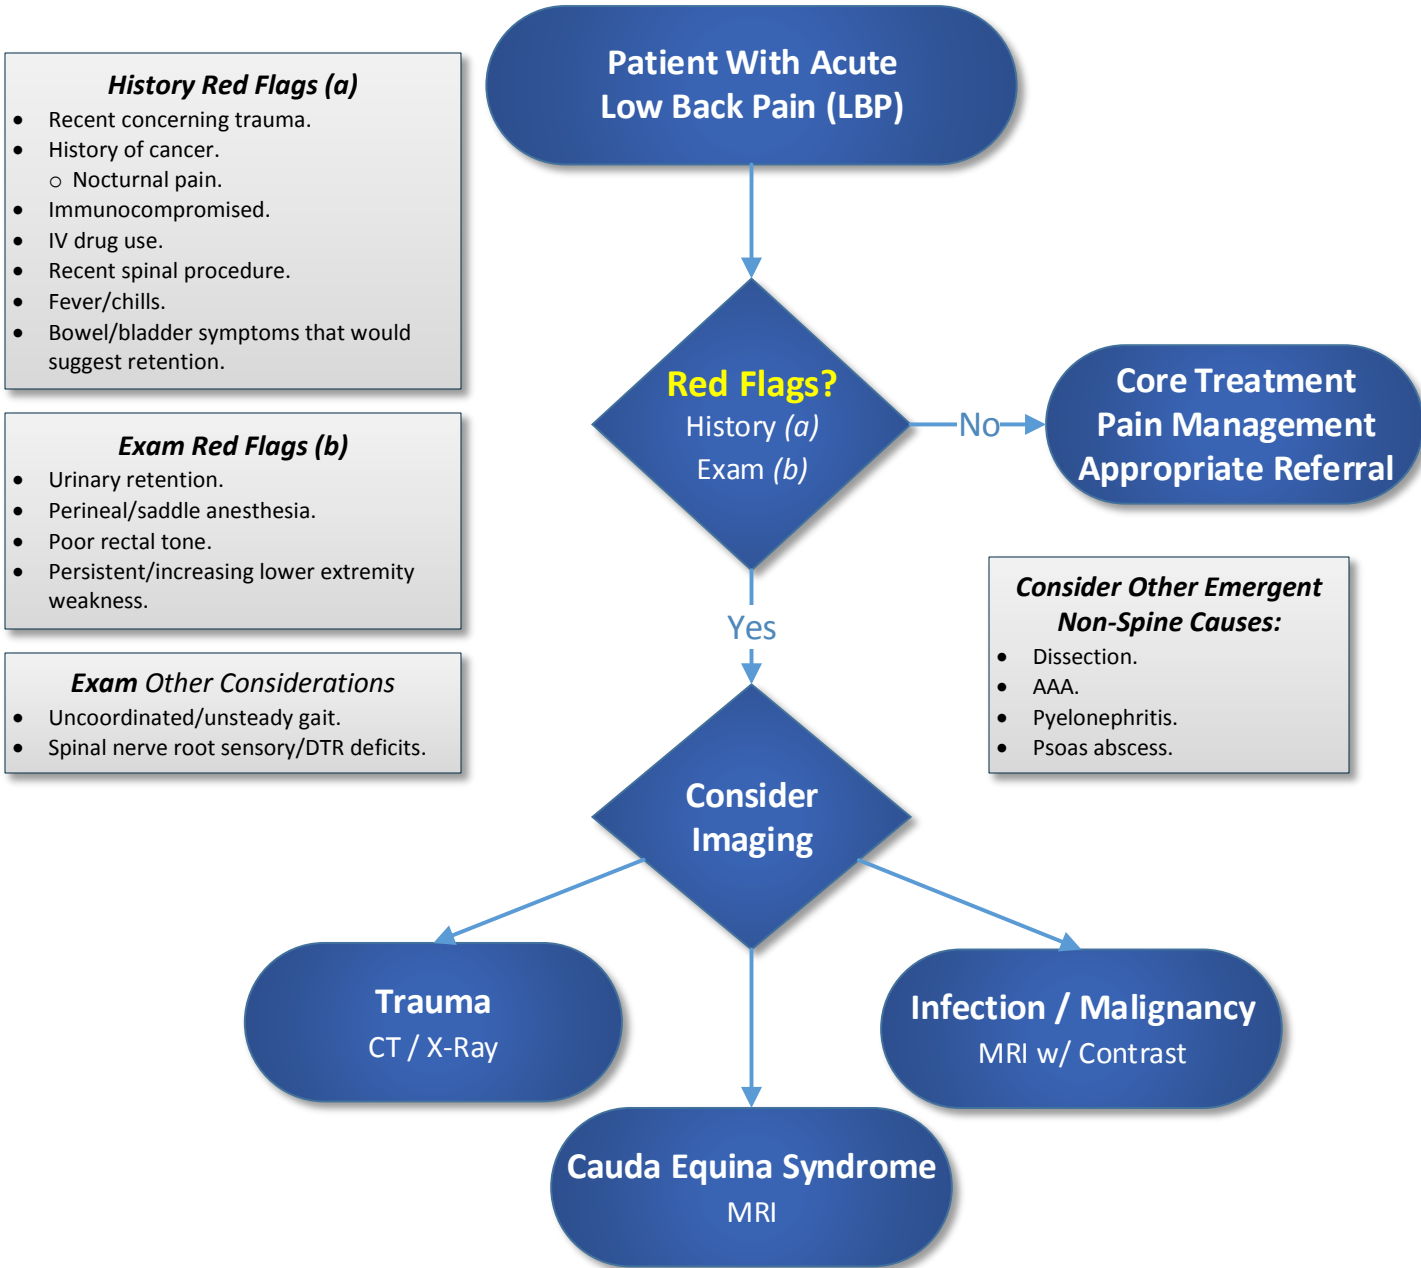 Patient With Acute
Low Back Pain (LBP)
History Red Flags (a)
• Recent concerning trauma.
• History of cancer.
o Nocturnal pain.
• Immunocompromised.
• IV drug use.
• Recent spinal procedure.
• Fever/chills.
• Bowel/bladder symptoms that would
suggest retention.
Exam Red Flags (b)
• Urinary retention.
• Perineal/saddle anesthesia.
• Poor rectal tone.
• Persistent/increasing lower extremity
weakness.
Exam Other Considerations
• Uncoordinated/unsteady gait.
• Spinal nerve root sensory/DTR deficits.
Red Flags?
History (a)
Exam (b)
No
Core Treatment
Pain Management
Appropriate Referral
Yes
Consider Other Emergent
Non-Spine Causes:
• Dissection.
• AAA.
• Pyelonephritis.
• Psoas abscess.
Consider
Imaging
Trauma
CT / X-Ray
Infection / Malignancy
MRI w/ Contrast
Cauda Equina Syndrome
MRI